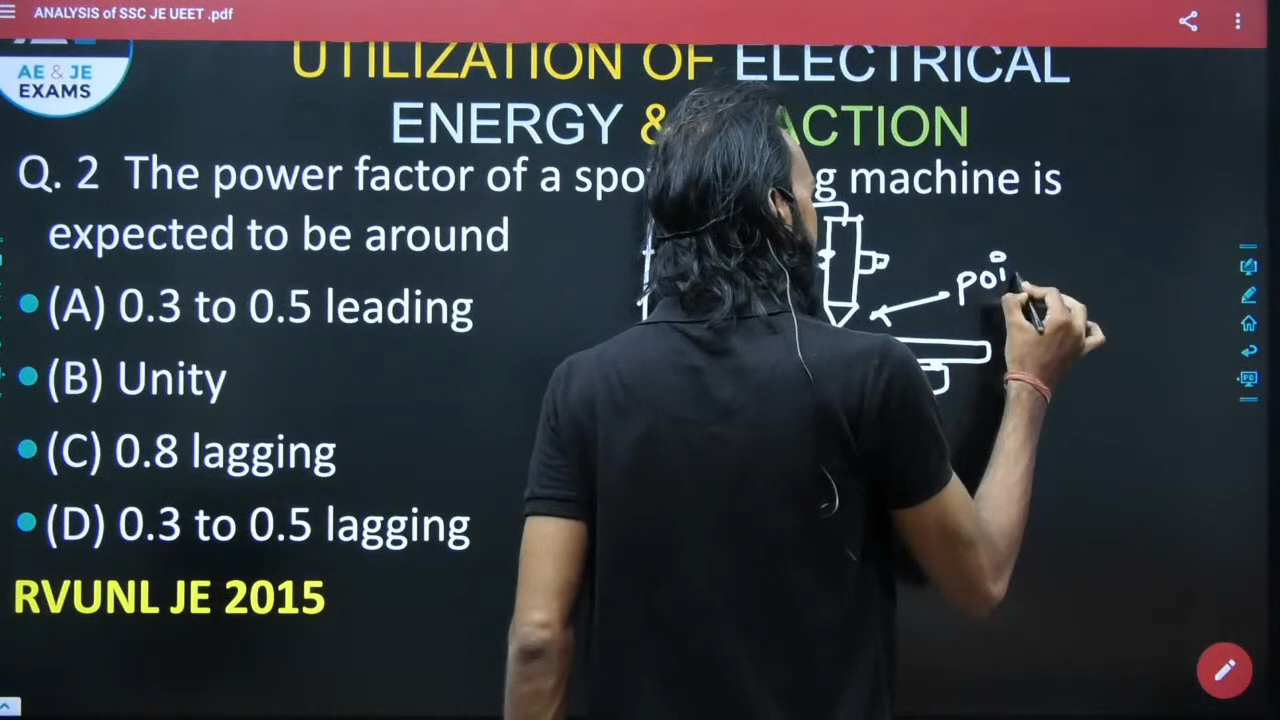 ANALYSIS of SSC JE UEET .pdf
AE & JE
EXAMS
UTILIZATION OF ELECTRICAL
ENERGY & ACTION
Q. 2 The power factor of a spo g machine is
expected to be around
(A) 0.3 to 0.5 leading
(B) Unity
(C) 0.8 lagging
(D) 0.3 to 0.5 lagging
RVUNL JE 2015
poi